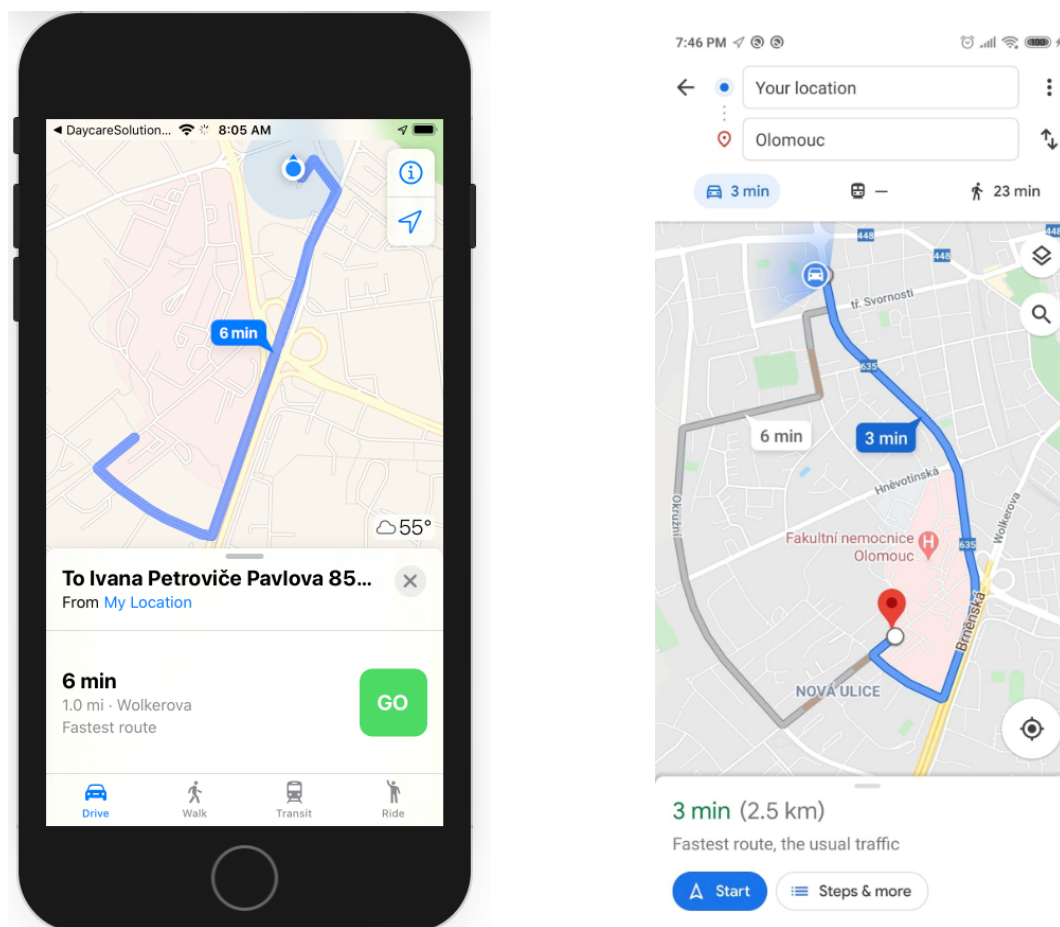 DaycareSolution... 8:05 AM
6 min
55°
To Ivana Petroviče Pavlova 85...
From My Location
6 min
1.0 mi · Wolkerova
Fastest route
GO
Drive
Walk
Transit
Ride
7:46 PM
100
Your location
Olomouc
3 min
—
23 min
448
448
448
tř. Svornosti
635
6 min
3 min
Hněvotínská
Okružní
Wolkerova
Fakultní nemocnice
Olomouc
H
635
Brněnská
NOVÁ ULICE
3 min (2.5 km)
Fastest route, the usual traffic
Start
Steps & more